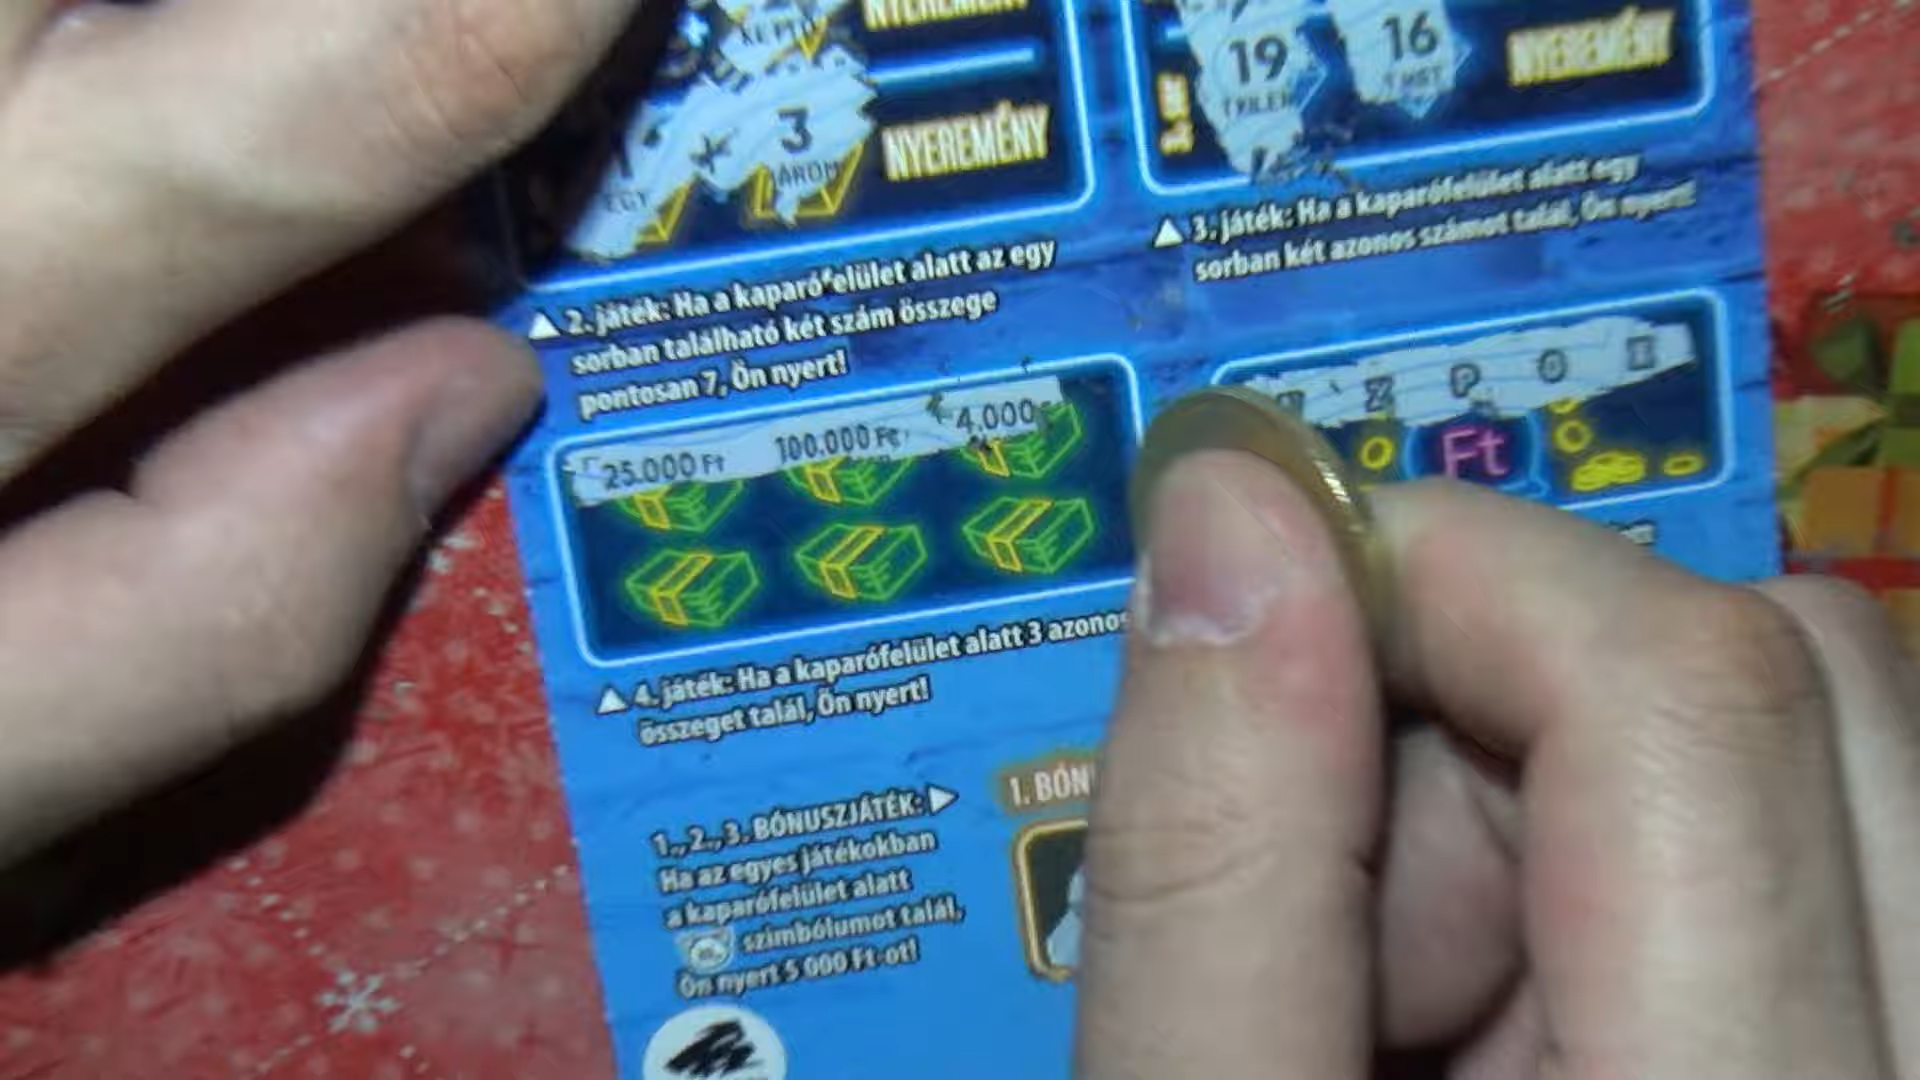 NYEREMÉNY
3
NYEREMÉNY
EGY
19
16
NYEREMÉNY
▲ 2. játék: Ha a kaparófelület alatt az egy
sorban található két szám összege
pontosan 7, Ön nyert!
▲ 3. játék: Ha a kaparófelület alatt egy
sorban két azonos számot talál, Ön nyert!
25.000 Ft 100.000 Ft 4.000
Z P O
Ft
▲ 4. játék: Ha a kaparófelület alatt 3 azonos
összeget talál, Ön nyert!
1., 2., 3. BÓNUSZJÁTÉK: ▶
Ha az egyes játékokban
a kaparófelület alatt
szimbólumot talál,
Ön nyert 5 000 Ft-ot!
1. BÓN